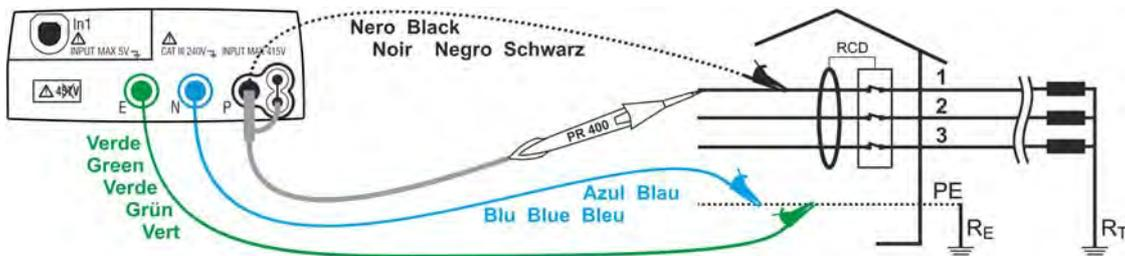 In1
INPUT MAX 5V
CAT III 240V INPUT MAX 415V
E N P
Nero Black
Noir Negro Schwarz
RCD
1
2
3
PR 400
Verde
Green
Verde
Grün
Vert
Azul Blau
Blu Blue Bleu
PE
RE
RT